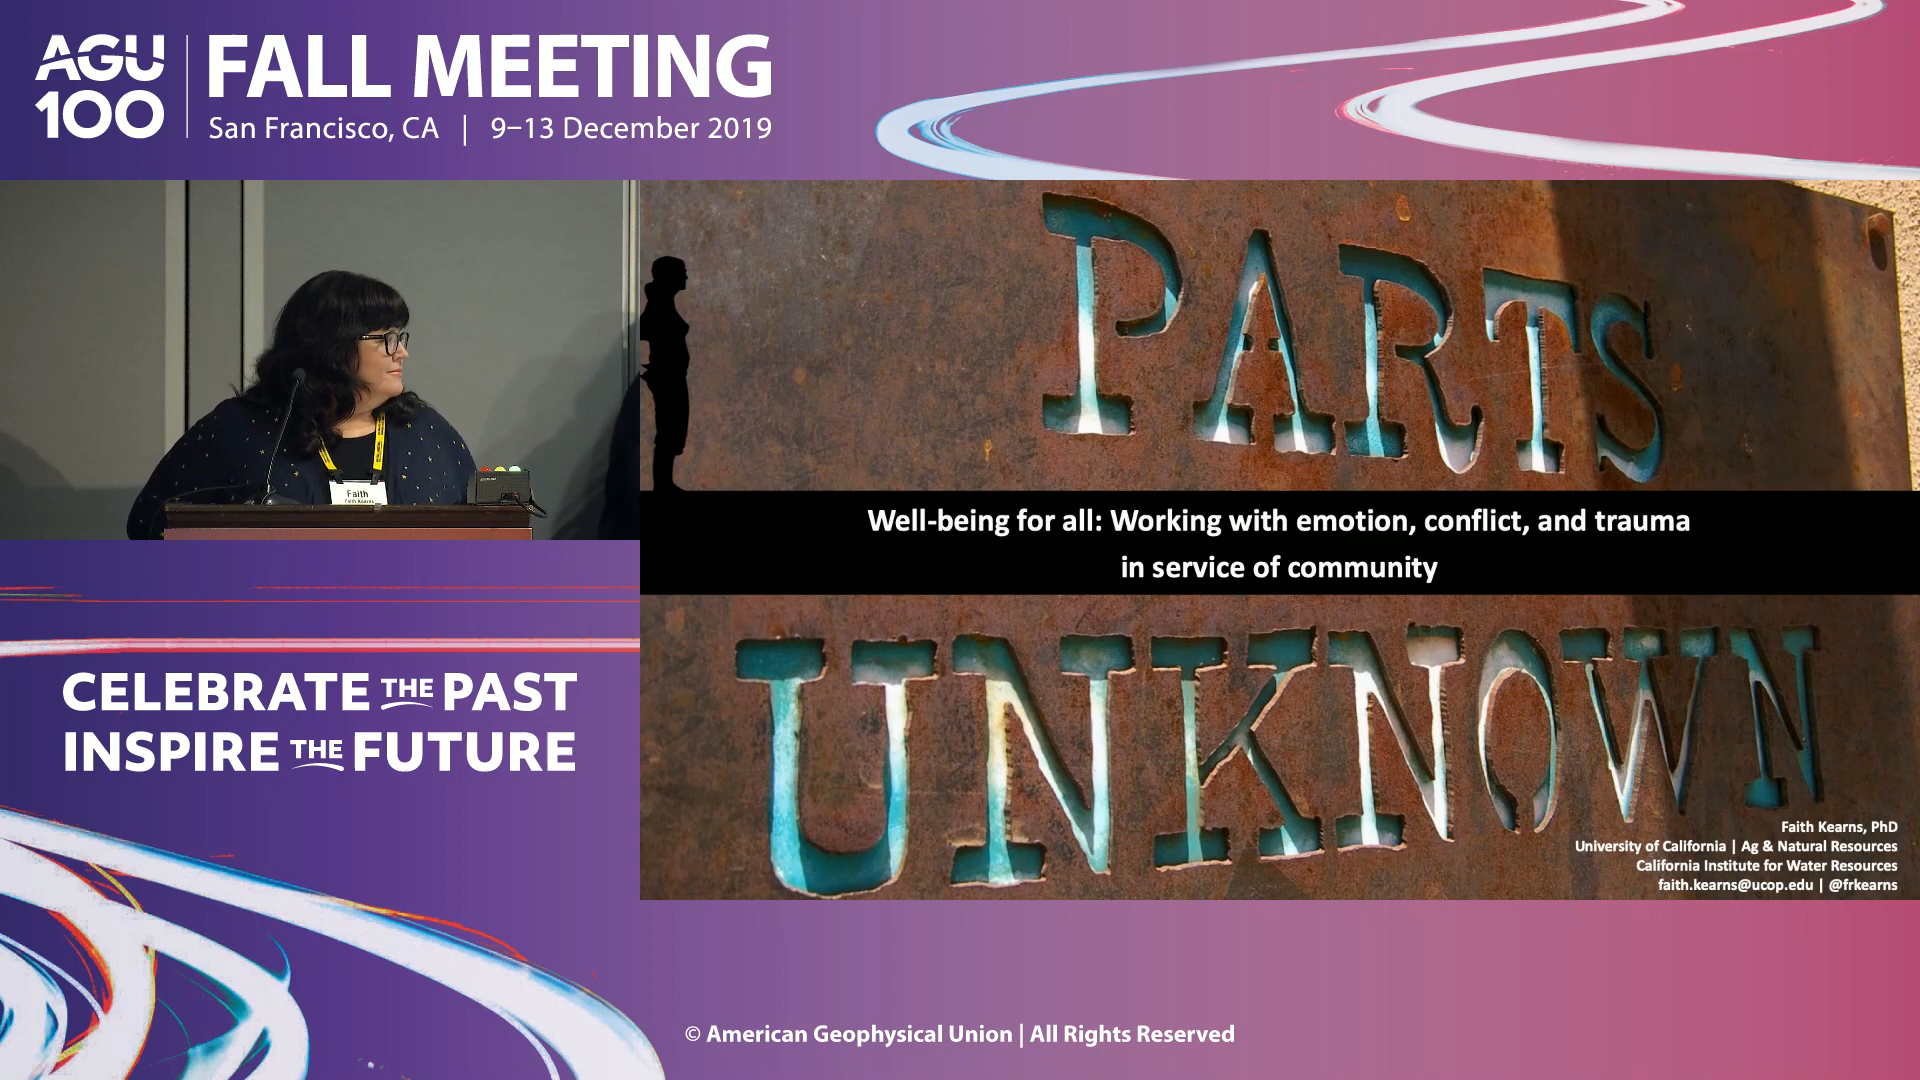 AGU
100
FALL MEETING
San Francisco, CA | 9–13 December 2019
Faith
Faith Kearns
PARTS
Well-being for all: Working with emotion, conflict, and trauma
in service of community
UNKNOWN
Faith Kearns, PhD
University of California | Ag & Natural Resources
California Institute for Water Resources
faith.kearns@ucop.edu | @frkearns
CELEBRATE THE PAST
INSPIRE THE FUTURE
© American Geophysical Union | All Rights Reserved